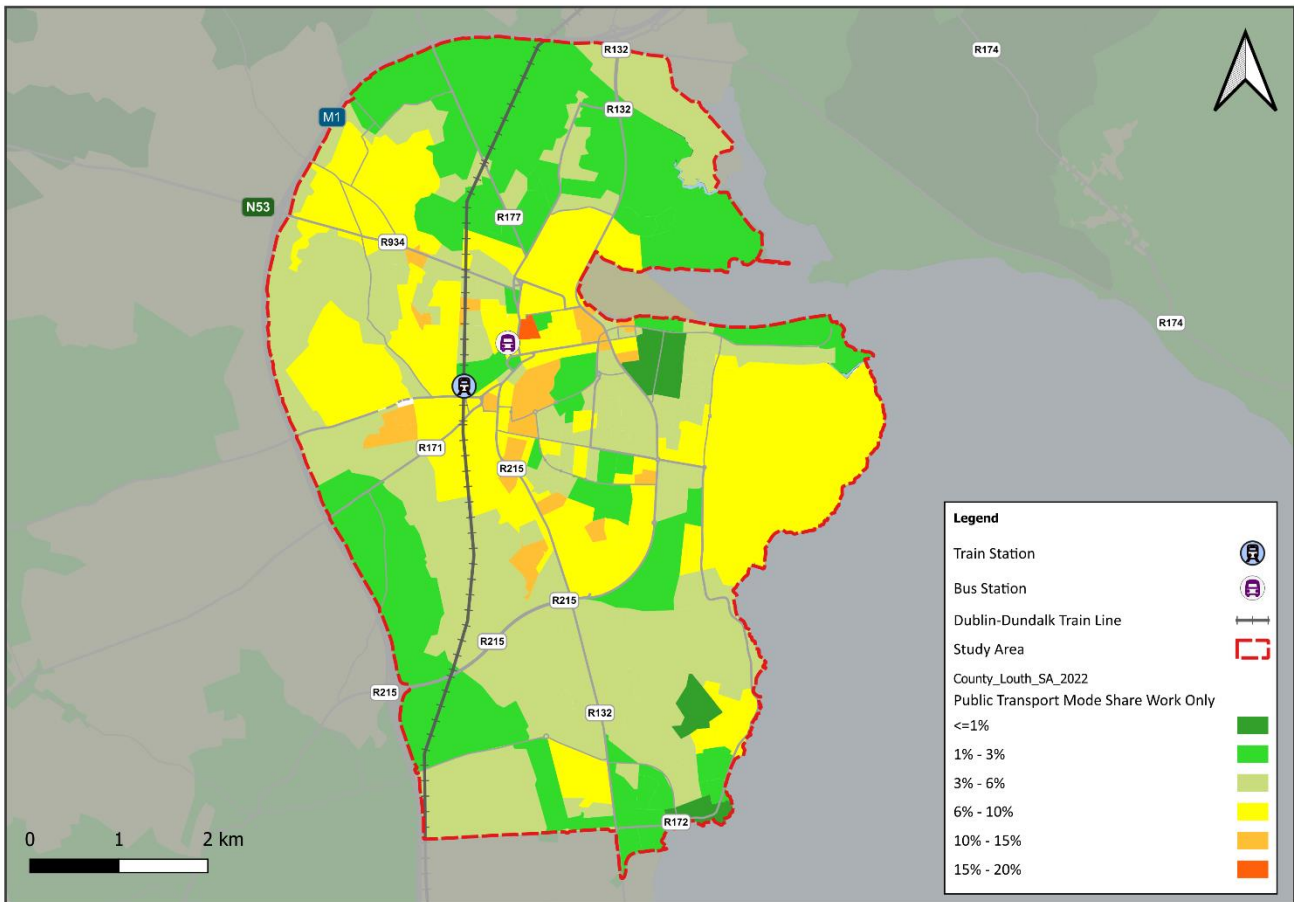 R132
R174
R132
M1
N53
R177
R934
R174
R171
R215
R215
R215
R215
R132
R172
0 1 2 km
Legend
Train Station
Bus Station
Dublin-Dundalk Train Line
Study Area
County_Louth_SA_2022
Public Transport Mode Share Work Only
<=1%
1% - 3%
3% - 6%
6% - 10%
10% - 15%
15% - 20%